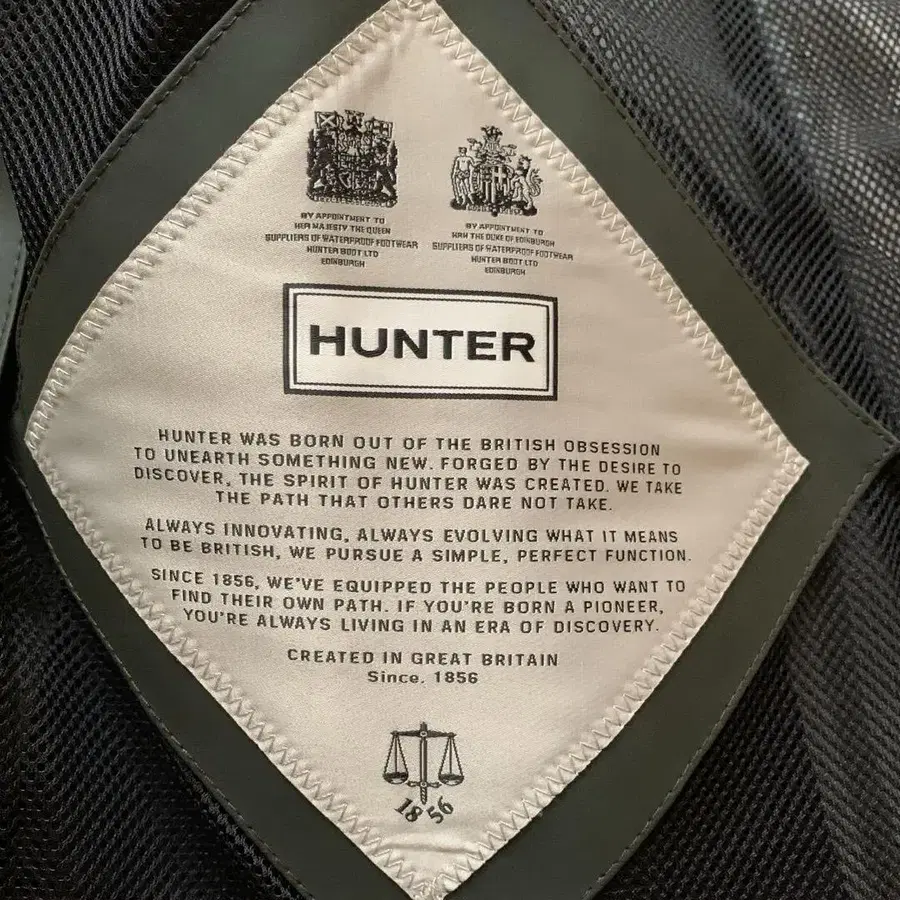 BY APPOINTMENT TO
HER MAJESTY THE QUEEN
SUPPLIERS OF WATERPROOF FOOTWEAR
HUNTER BOOT LTD
EDINBURGH
BY APPOINTMENT TO
HRH THE DUKE OF EDINBURGH
SUPPLIERS OF WATERPROOF FOOTWEAR
HUNTER BOOT LTD
EDINBURGH
HUNTER
HUNTER WAS BORN OUT OF THE BRITISH OBSESSION
TO UNEARTH SOMETHING NEW. FORGED BY THE DESIRE TO
DISCOVER, THE SPIRIT OF HUNTER WAS CREATED. WE TAKE
THE PATH THAT OTHERS DARE NOT TAKE.
ALWAYS INNOVATING, ALWAYS EVOLVING WHAT IT MEANS
TO BE BRITISH, WE PURSUE A SIMPLE, PERFECT FUNCTION.
SINCE 1856, WE'VE EQUIPPED THE PEOPLE WHO WANT TO
FIND THEIR OWN PATH. IF YOU'RE BORN A PIONEER,
YOU'RE ALWAYS LIVING IN AN ERA OF DISCOVERY.
CREATED IN GREAT BRITAIN
Since. 1856
1856